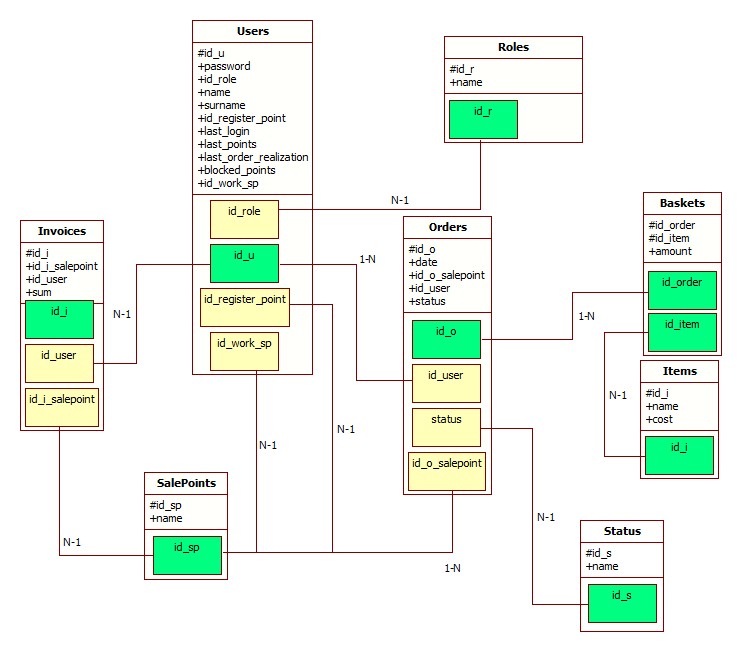 Users
#id_u
+password
+id_role
+name
+surname
+id_register_point
+last_login
+last_points
+last_order_realization
+blocked_points
+id_work_sp
id_role
id_u
id_register_point
id_work_sp
Roles
#id_r
+name
id_r
N-1
Invoices
#id_i
+id_i_salepoint
+id_user
+sum
id_i
id_user
id_i_salepoint
N-1
1-N
Orders
#id_o
+date
+id_o_salepoint
+id_user
+status
id_o
id_user
status
id_o_salepoint
Baskets
#id_order
#id_item
+amount
id_order
id_item
1-N
Items
#id_i
+name
+cost
id_i
N-1
N-1
N-1
SalePoints
#id_sp
+name
id_sp
N-1
1-N
N-1
Status
#id_s
+name
id_s